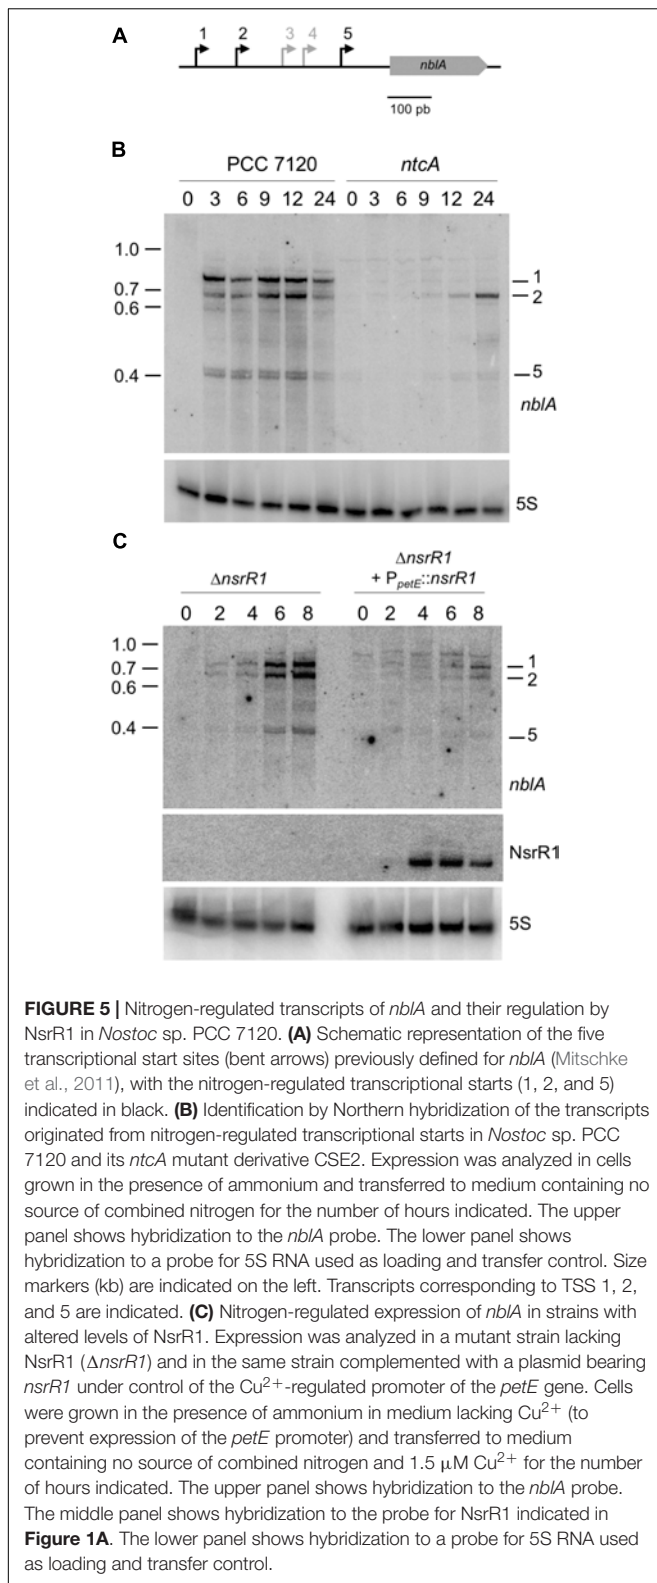 A
1 2 3 4 5
nblA
100 pb
B
PCC 7120 ntcA
0 3 6 9 12 24 0 3 6 9 12 24
1.0
0.7
0.6
0.4
1
2
5
nblA
5S
C
ΔnsrR1
ΔnsrR1
+ PpetE::nsrR1
0 2 4 6 8 0 2 4 6 8
1.0
0.7
0.6
0.4
1
2
5
nblA
NsrR1
5S
FIGURE 5 | Nitrogen-regulated transcripts of nblA and their regulation by
NsrR1 in Nostoc sp. PCC 7120. (A) Schematic representation of the five
transcriptional start sites (bent arrows) previously defined for nblA (Mitschke
et al., 2011), with the nitrogen-regulated transcriptional starts (1, 2, and 5)
indicated in black. (B) Identification by Northern hybridization of the transcripts
originated from nitrogen-regulated transcriptional starts in Nostoc sp. PCC
7120 and its ntcA mutant derivative CSE2. Expression was analyzed in cells
grown in the presence of ammonium and transferred to medium containing no
source of combined nitrogen for the number of hours indicated. The upper
panel shows hybridization to the nblA probe. The lower panel shows
hybridization to a probe for 5S RNA used as loading and transfer control. Size
markers (kb) are indicated on the left. Transcripts corresponding to TSS 1, 2,
and 5 are indicated. (C) Nitrogen-regulated expression of nblA in strains with
altered levels of NsrR1. Expression was analyzed in a mutant strain lacking
NsrR1 (ΔnsrR1) and in the same strain complemented with a plasmid bearing
nsrR1 under control of the Cu2+-regulated promoter of the petE gene. Cells
were grown in the presence of ammonium in medium lacking Cu2+ (to
prevent expression of the petE promoter) and transferred to medium
containing no source of combined nitrogen and 1.5 μM Cu2+ for the number
of hours indicated. The upper panel shows hybridization to the nblA probe.
The middle panel shows hybridization to the probe for NsrR1 indicated in
Figure 1A. The lower panel shows hybridization to a probe for 5S RNA used
as loading and transfer control.